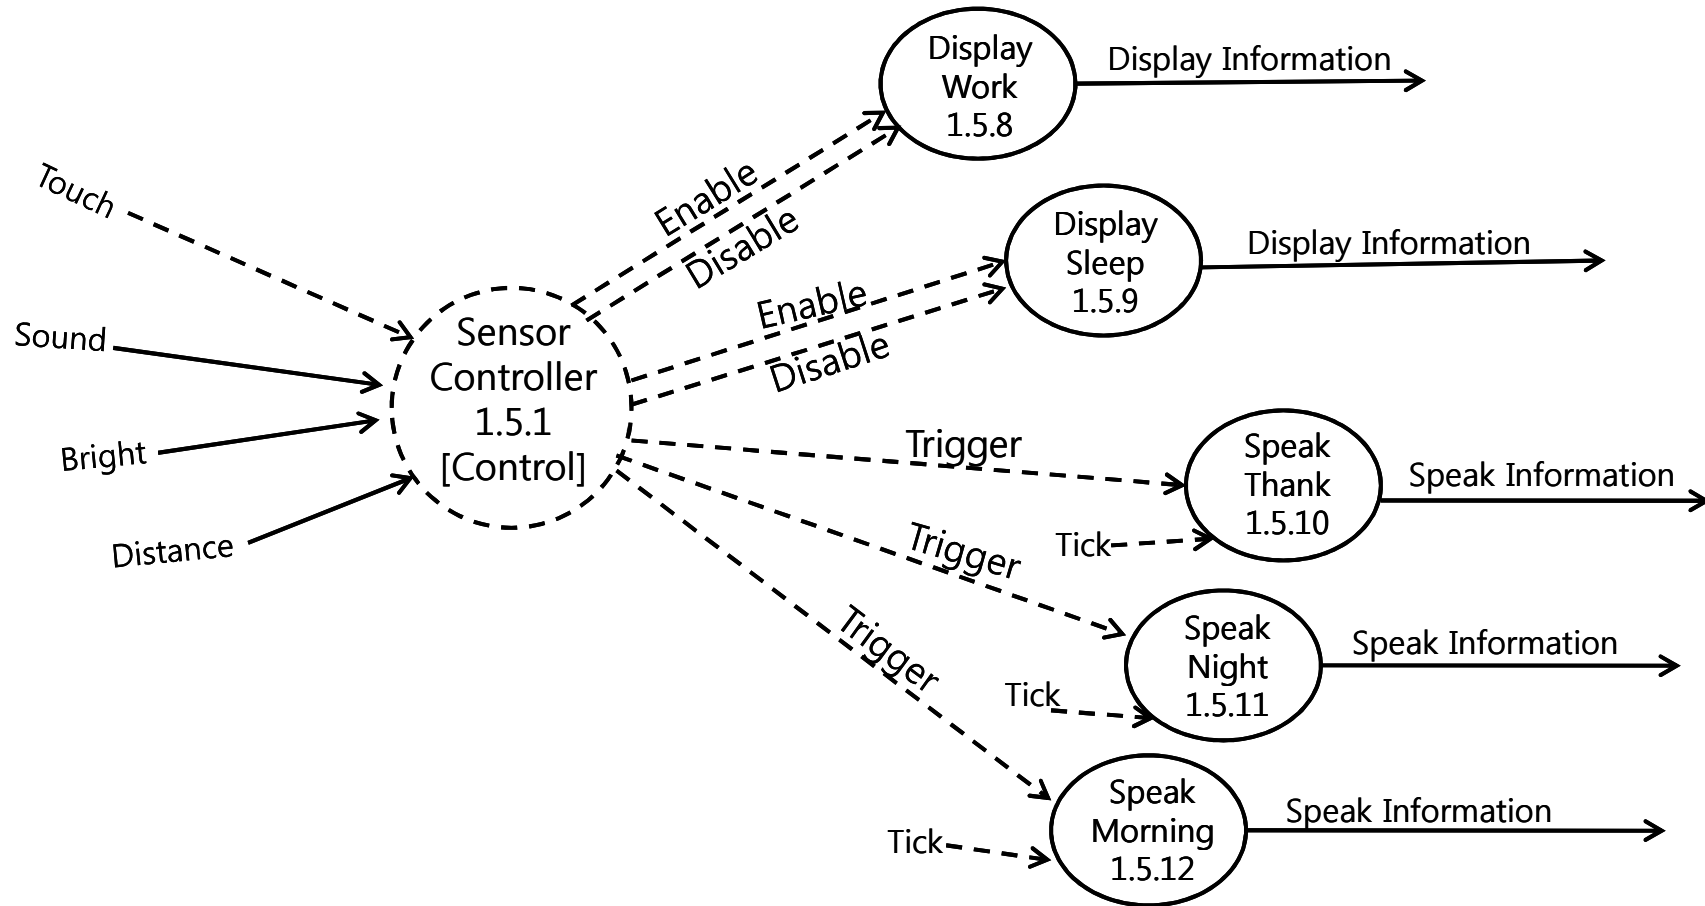 Display
Work
1.5.8
Display Information
Touch
Enable
Disable
Display
Sleep
1.5.9
Display Information
Sound
Sensor
Controller
1.5.1
[Control]
Enable
Disable
Bright
Distance
Trigger
Speak
Thank
1.5.10
Speak Information
Tick
Trigger
Speak
Night
1.5.11
Speak Information
Tick
Trigger
Speak
Morning
1.5.12
Speak Information
Tick